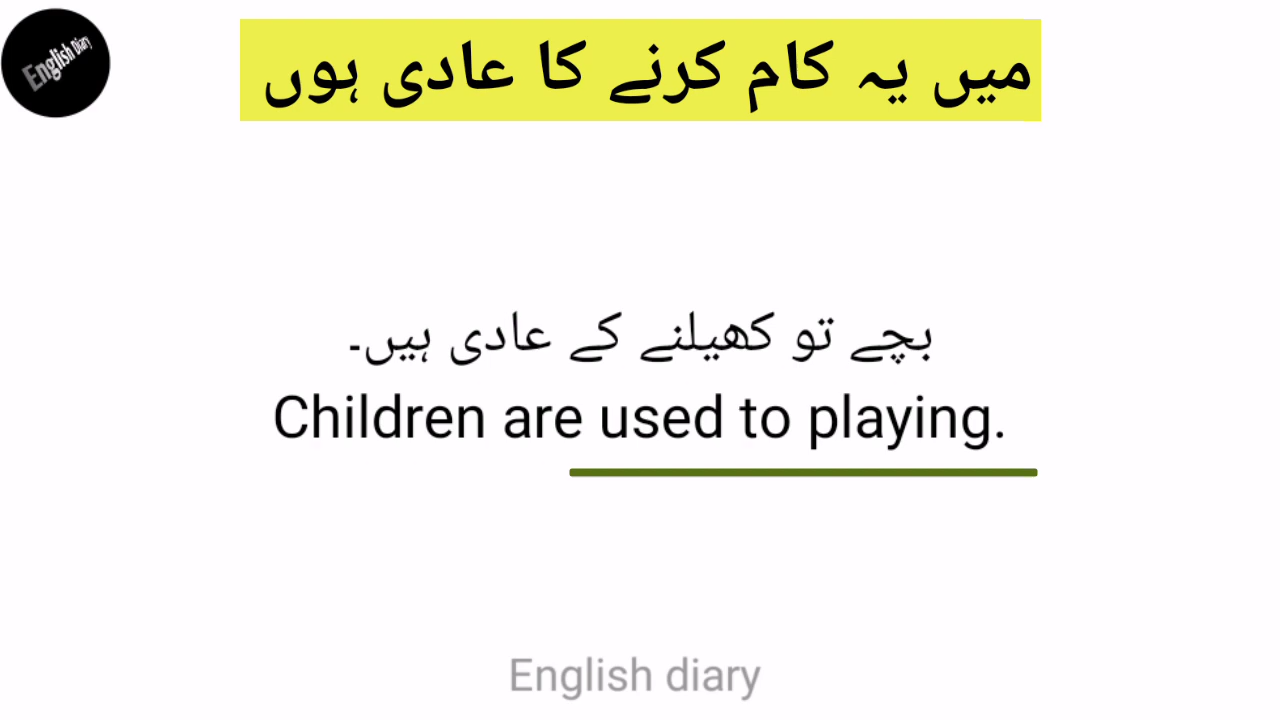 English Diary
میں یہ کام کرنے کا عادی ہوں
بچے تو کھیلنے کے عادی ہیں۔
Children are used to playing.
English diary